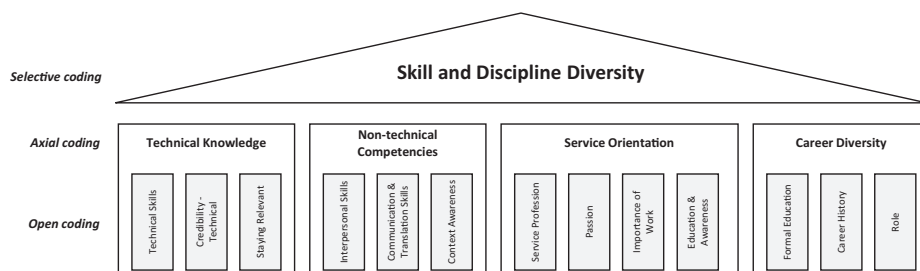 Selective coding
Skill and Discipline Diversity
Axial coding
Technical Knowledge
Non-technical
Competencies
Service Orientation
Career Diversity
Open coding
Technical Skills
Credibility -
Technical
Staying Relevant
Interpersonal Skills
Communication &
Translation Skills
Context Awareness
Service Profession
Passion
Importance of
Work
Education &
Awareness
Formal Education
Career History
Role